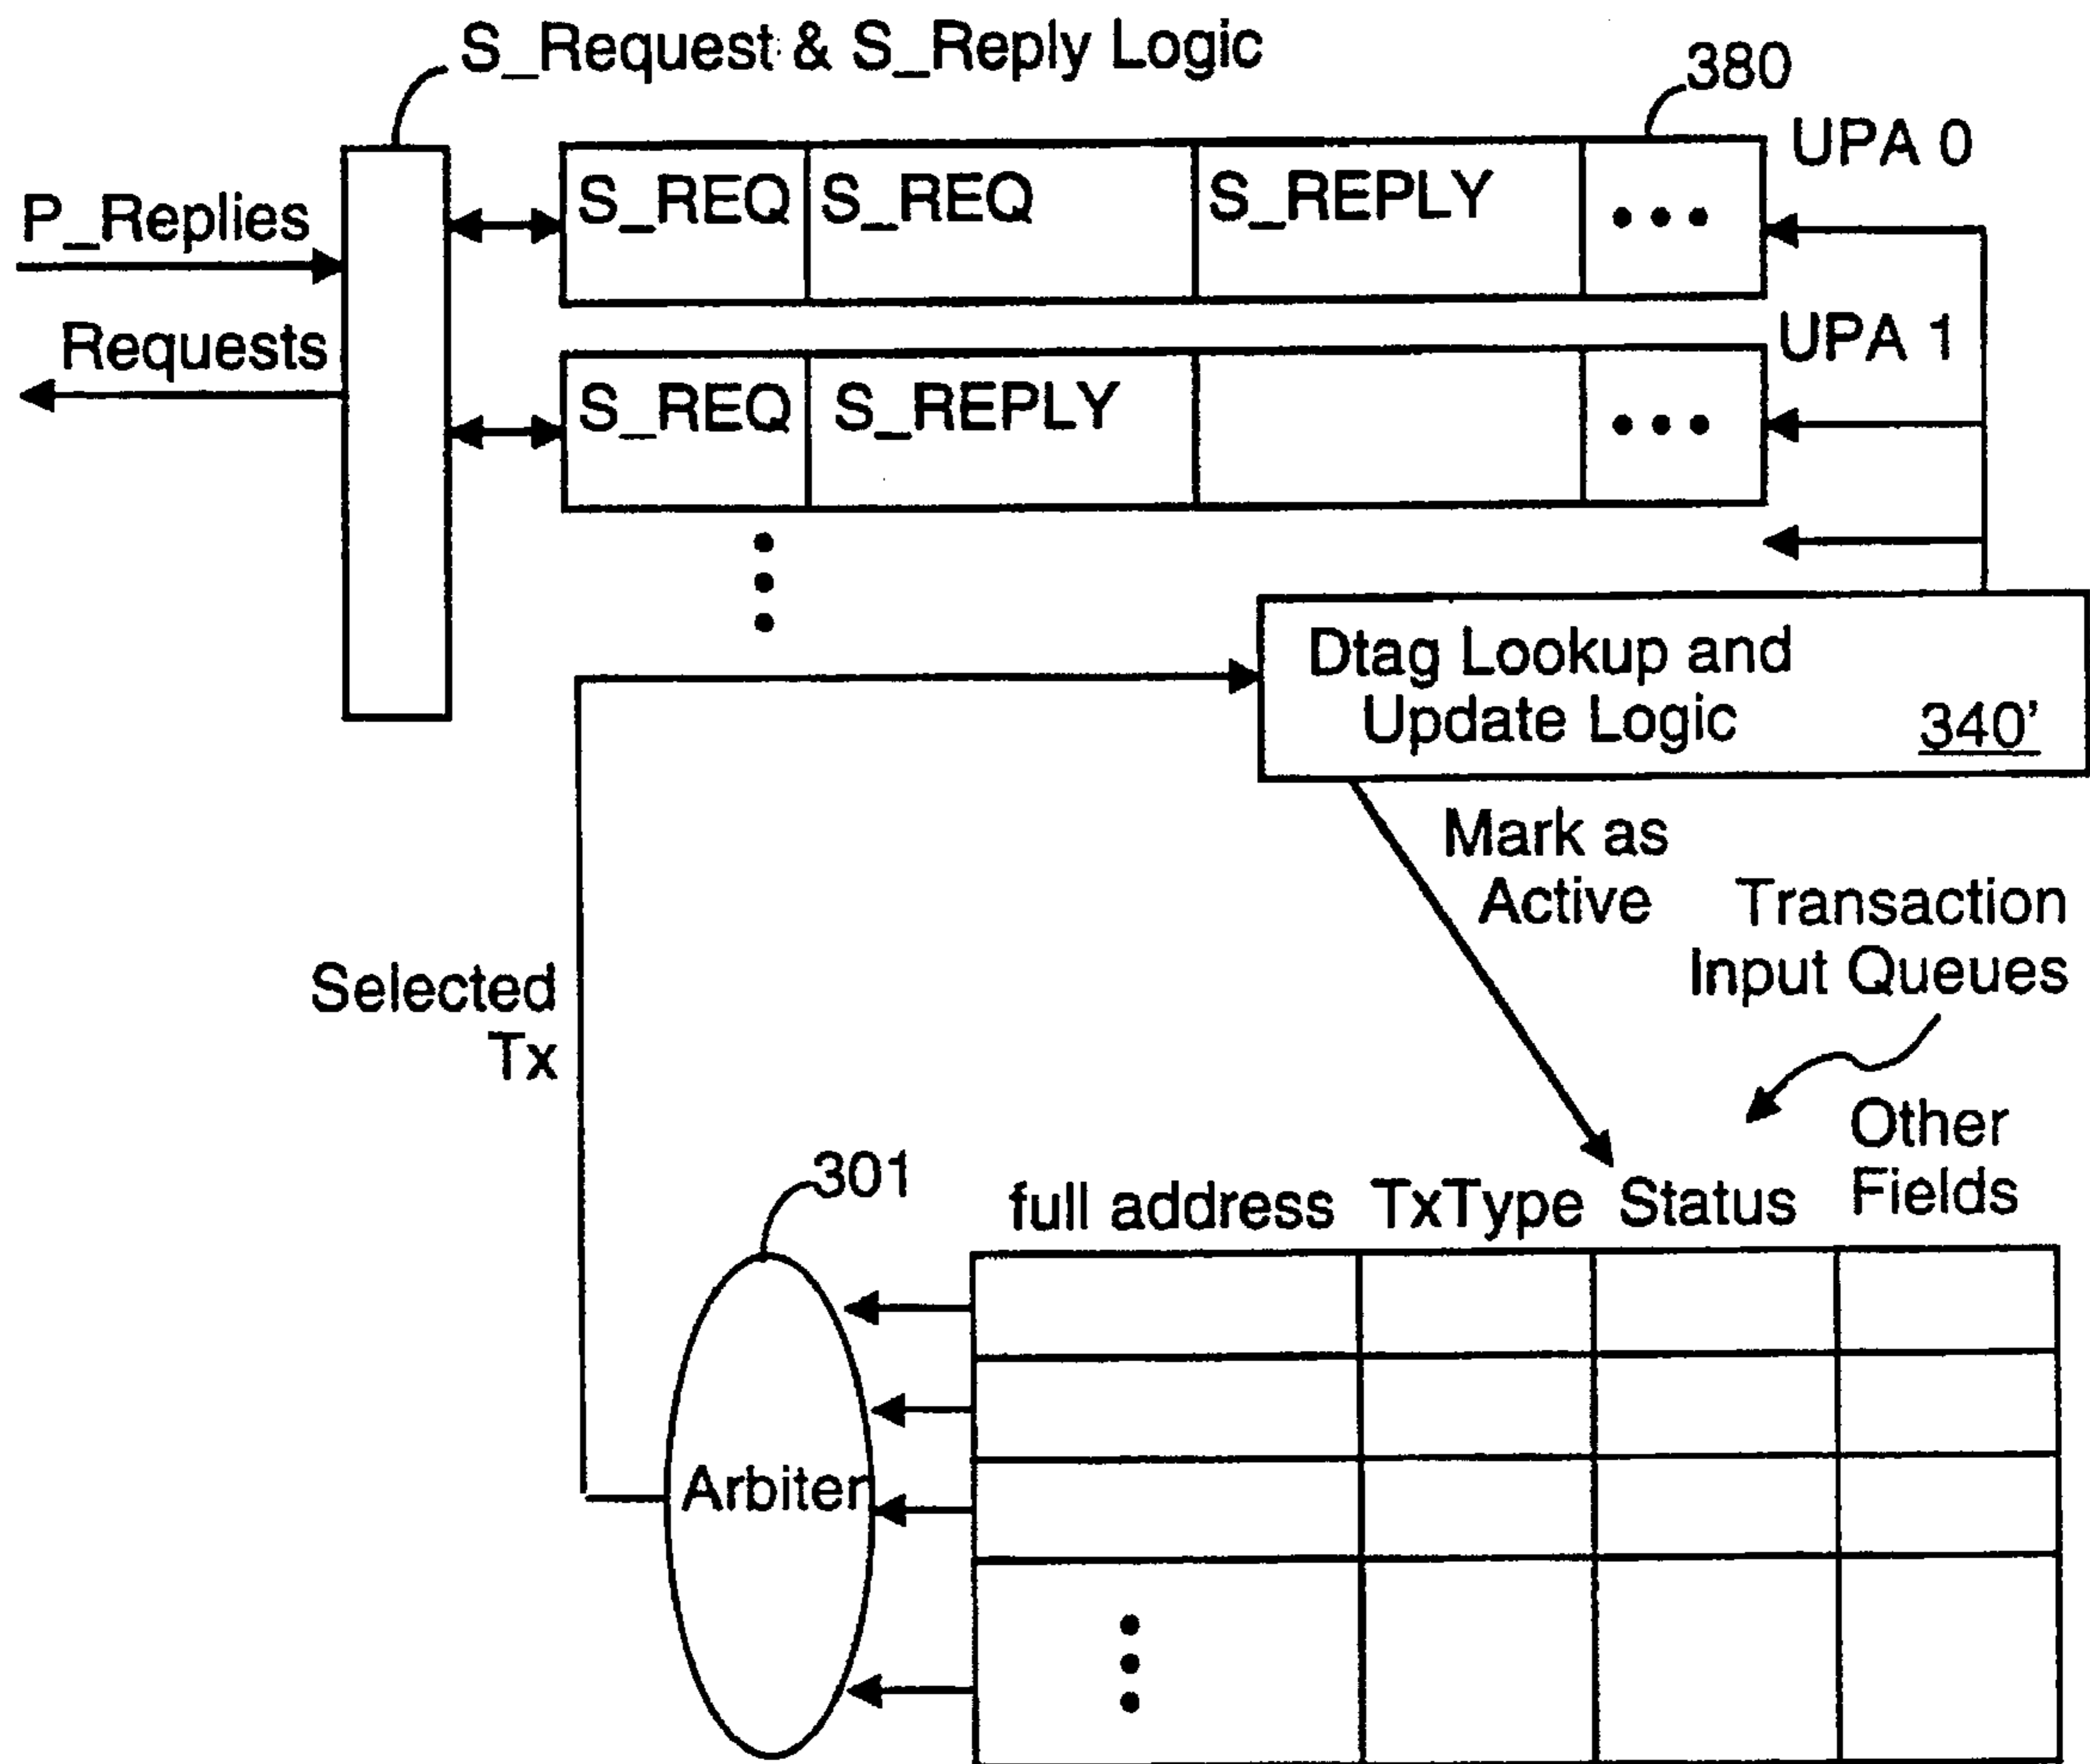 S_Request & S_Reply Logic
380
UPA 0
S_REQ S_REQ S_REPLY •••
P_Replies
Requests
UPA 1
S_REQ S_REPLY •••
Dtag Lookup and
Update Logic 340'
Mark as
Active
Transaction
Input Queues
Selected
Tx
301
Other
Fields
full address TxType Status
Arbiter